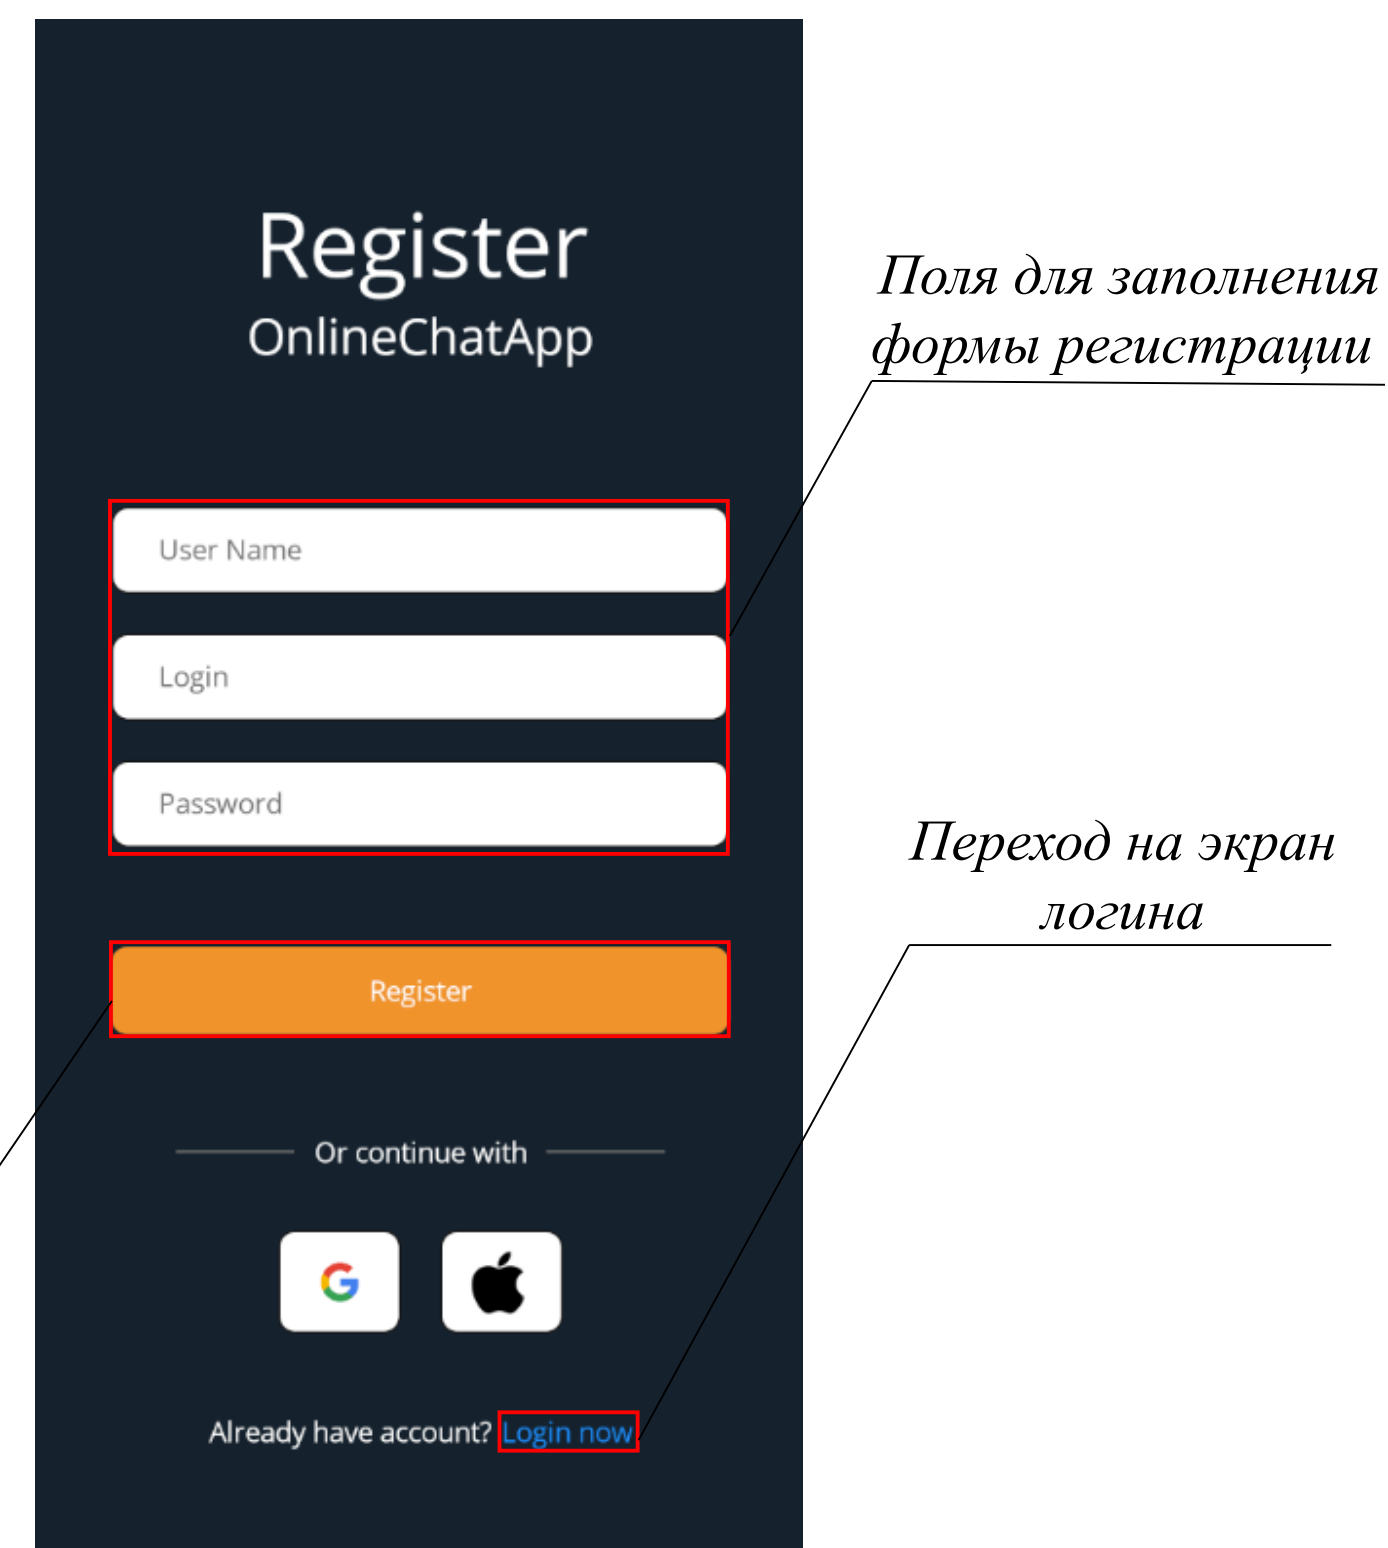 Register
OnlineChatApp
Поля для заполнения
формы регистрации
User Name
Login
Password
Переход на экран
логина
Register
Or continue with
Already have account? Login now